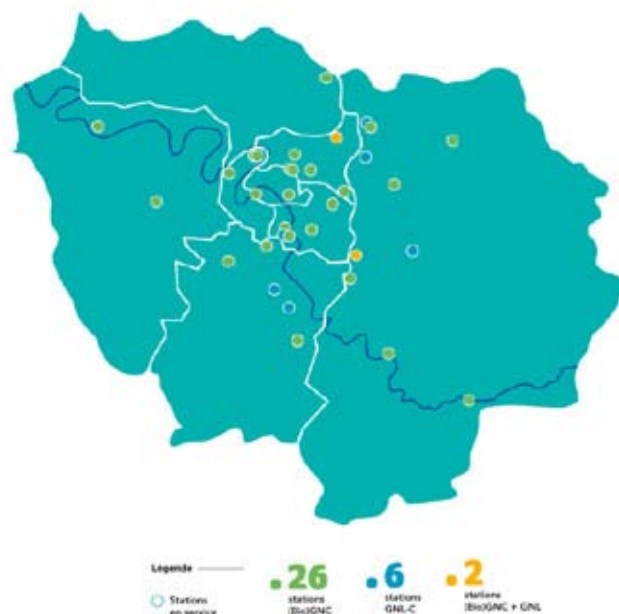 Légende
Stations
en service
26
stations
(Bio)GNC
6
stations
GNL-C
2
stations
(Bio)GNC + GNL